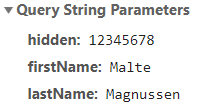 Query String Parameters
hidden: 12345678
firstName: Malte
lastName: Magnussen